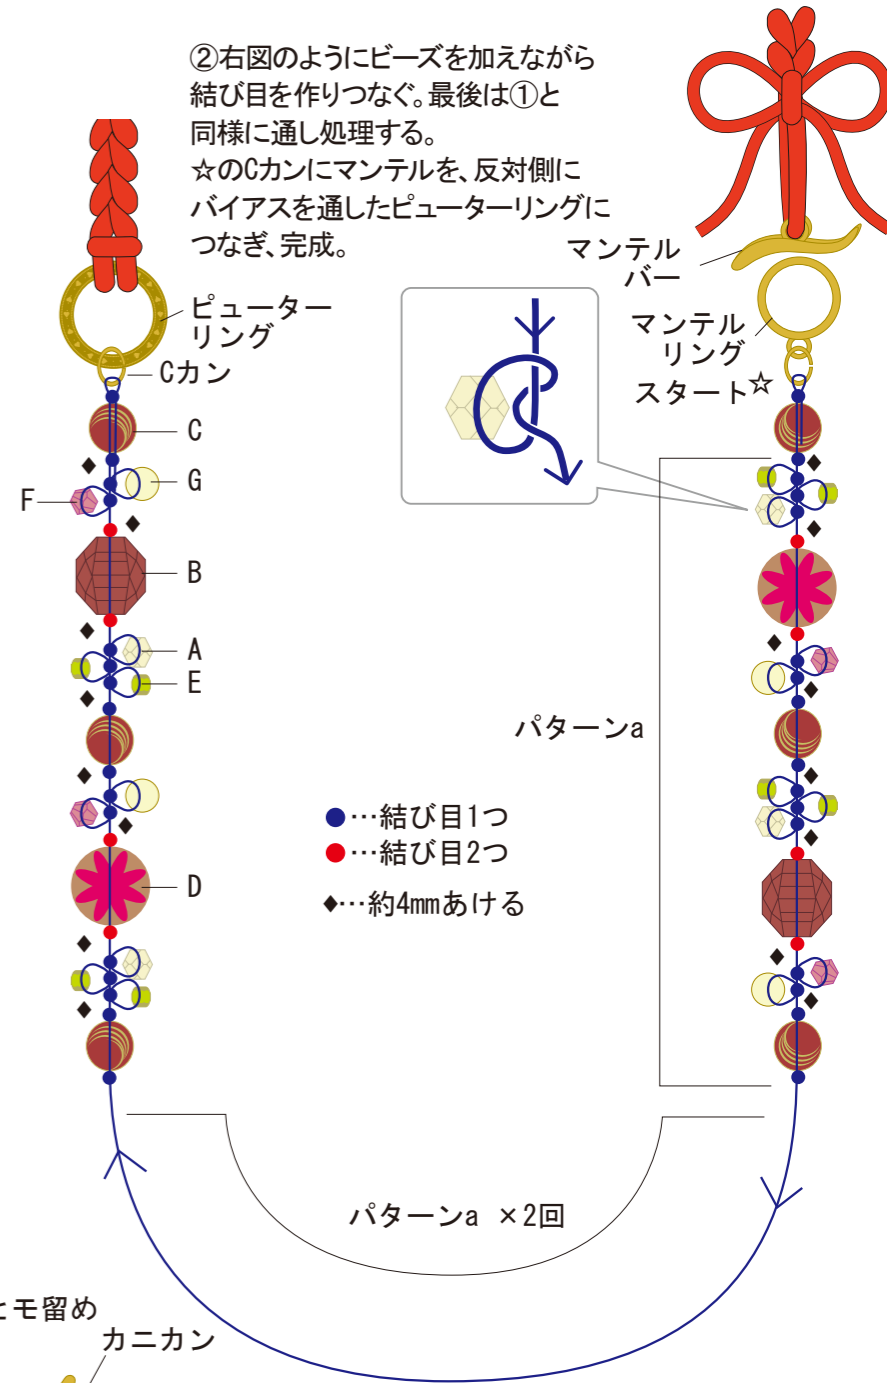 ②右図のようにビーズを加えながら
結び目を作りつなぐ。最後は①と
同様に通し処理する。
☆のCカンにマンテルを、反対側に
バイアスを通したピューターリングに
つなぎ、完成。
マンテル
バー
ピューター
リング
マンテル
リング
Cカン
スタート☆
C
G
F
B
A
E
パターンa
●…結び目1つ
●…結び目2つ
◆…約4mmあける
D
パターンa ×2回
モ留め
カニカン